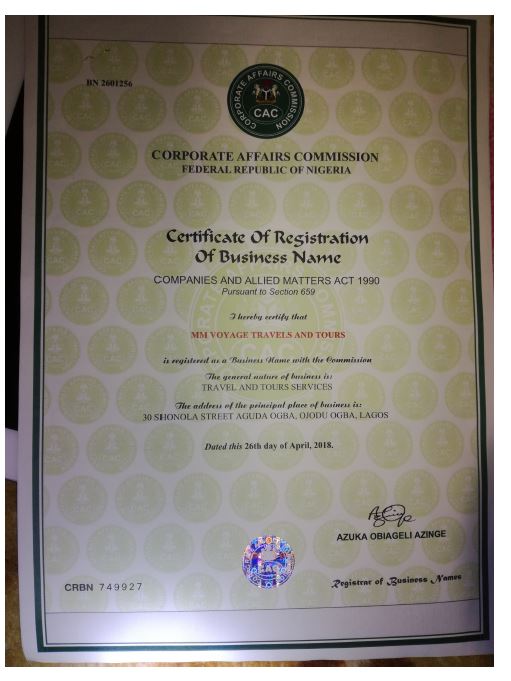 BN 2601256
CORPORATE AFFAIRS COMMISSION
CAC
CORPORATE AFFAIRS COMMISSION
FEDERAL REPUBLIC OF NIGERIA
Certificate Of Registration
Of Business Name
COMPANIES AND ALLIED MATTERS ACT 1990
Pursuant to Section 659
I hereby certify that
MM VOYAGE TRAVELS AND TOURS
is registered as a Business Name with the Commission
The general nature of business is:
TRAVEL AND TOURS SERVICES
The address of the principal place of business is:
30 SHONOLA STREET AGUDA OGBA, OJODU OGBA, LAGOS
Dated this 26th day of April, 2018.
AZUKA OBIAGELI AZINGE
CAC
CRBN 749927
Registrar of Business Names